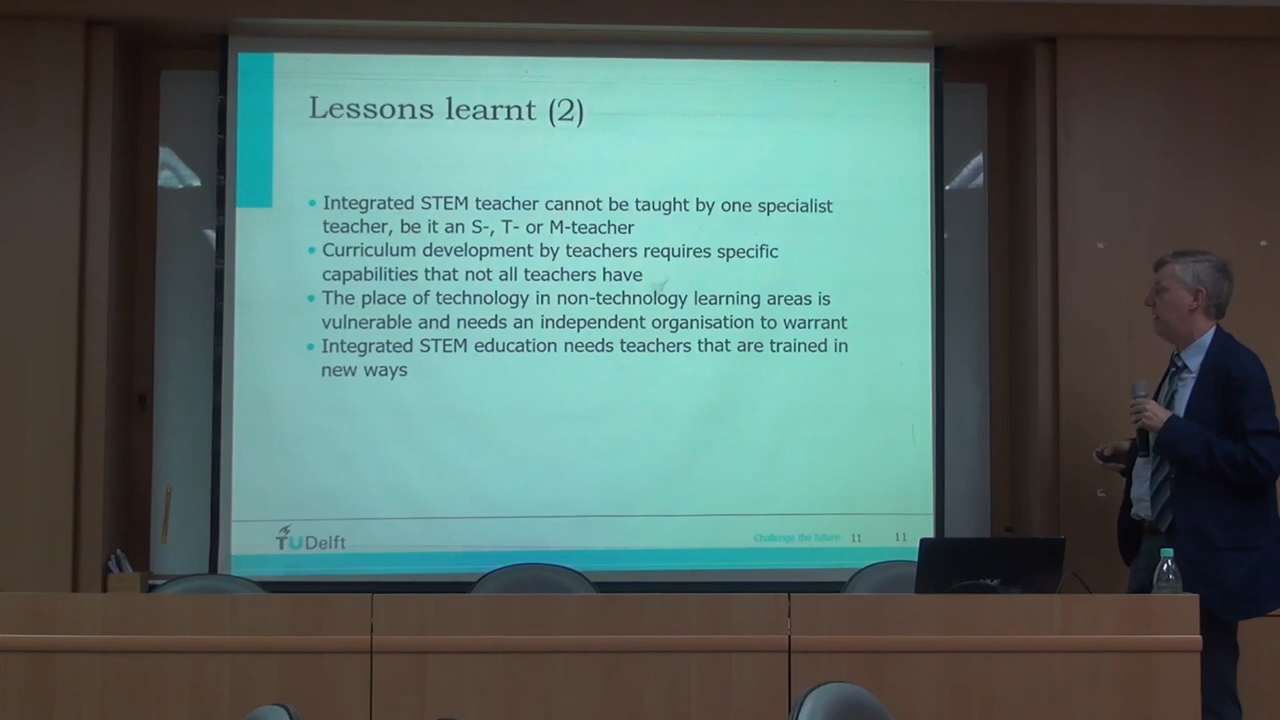 Lessons learnt (2)
• Integrated STEM teacher cannot be taught by one specialist
teacher, be it an S-, T- or M-teacher
• Curriculum development by teachers requires specific
capabilities that not all teachers have
• The place of technology in non-technology learning areas is
vulnerable and needs an independent organisation to warrant
• Integrated STEM education needs teachers that are trained in
new ways
TU Delft
Challenge the future 11 11